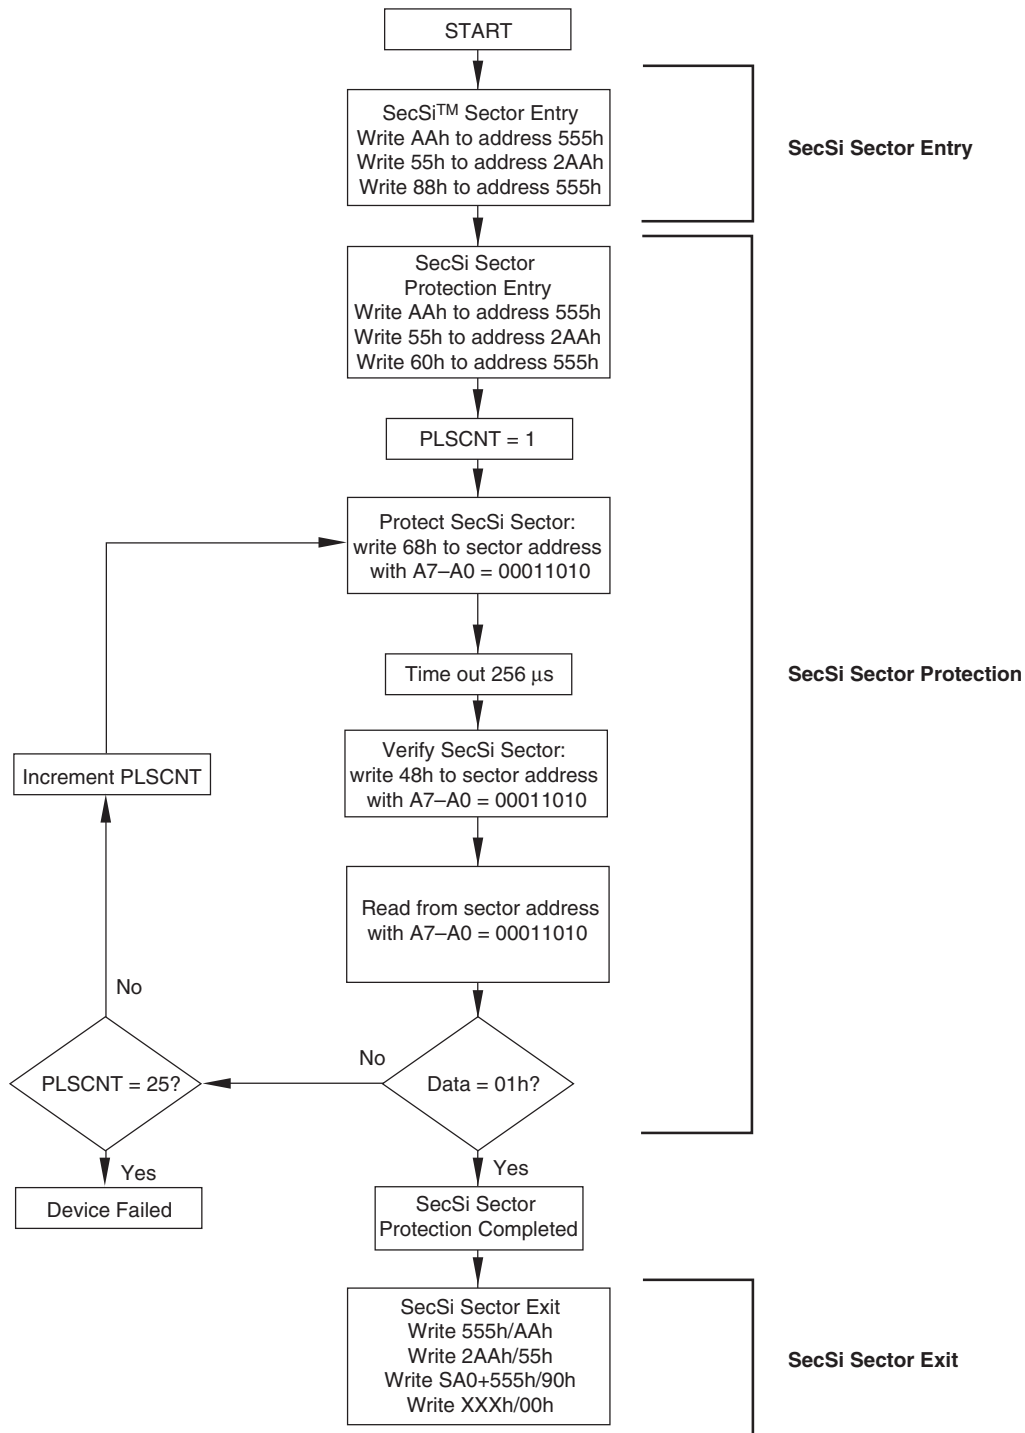 START
SecSi™ Sector Entry
Write AAh to address 555h
Write 55h to address 2AAh
Write 88h to address 555h
SecSi Sector Entry
SecSi Sector
Protection Entry
Write AAh to address 555h
Write 55h to address 2AAh
Write 60h to address 555h
PLSCNT = 1
Protect SecSi Sector:
write 68h to sector address
with A7–A0 = 00011010
Time out 256 μs
SecSi Sector Protection
Verify SecSi Sector:
write 48h to sector address
with A7–A0 = 00011010
Increment PLSCNT
Read from sector address
with A7–A0 = 00011010
No
No
PLSCNT = 25?
Data = 01h?
Yes
Yes
Device Failed
SecSi Sector
Protection Completed
SecSi Sector Exit
Write 555h/AAh
Write 2AAh/55h
Write SA0+555h/90h
Write XXXh/00h
SecSi Sector Exit